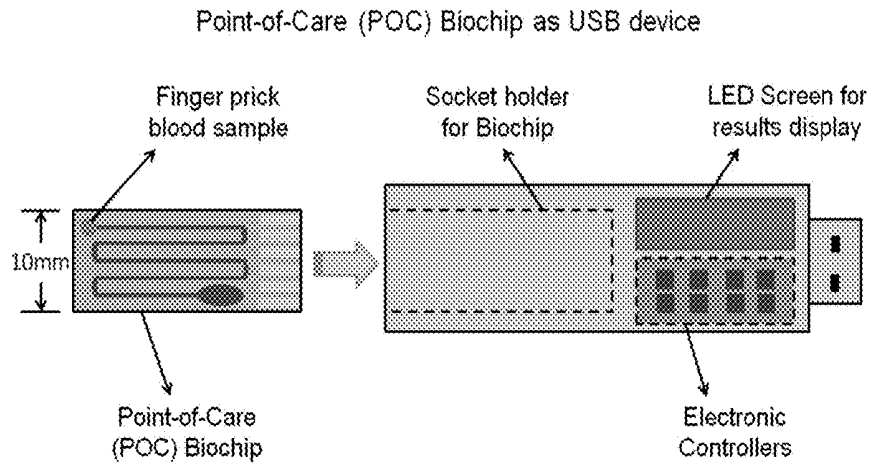 Point-of-Care (POC) Biochip as USB device
Finger prick
blood sample
Socket holder
for Biochip
LED Screen for
results display
10mm
Point-of-Care
(POC) Biochip
Electronic
Controllers